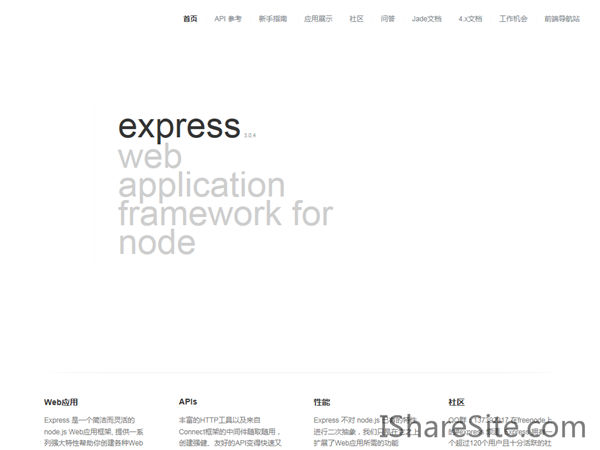 首页 API 参考 新手指南 应用展示 社区 问答 Jade文档 4.x文档 工作机会 前端导航站
express 3.0.4
web
application
framework for
node
Web应用 APIs 性能 社区
Express 是一个简洁而灵活的 丰富的HTTP工具以及来自 Express 不对 node.js 已有的特性
node.js Web应用框架, 提供一系 Connect框架的中间件随取随用， 进行二次抽象，我们只是在它之上
列强大特性帮助你创建各种Web 创建强健、友好的API变得快速又 扩展了Web应用所需的功能 个超过120个用户且十分活跃的社
IShareSite.com